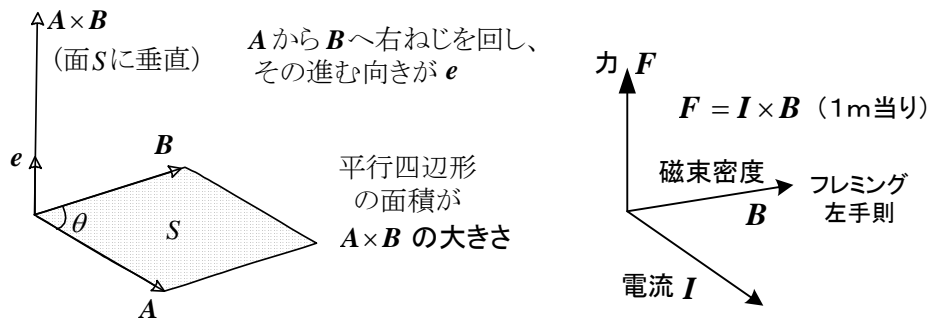 A×B
(面Sに垂直)
AからBへ右ねじを回し、
その進む向きが e
e
B
θ
S
A
平行四辺形
の面積が
A×B の大きさ
力 F
F = I × B (1m当り)
磁束密度
B
フレミング
左手則
電流 I